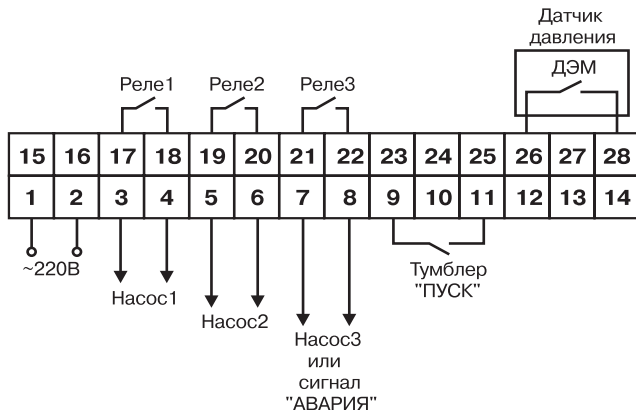 Датчик
давления
ДЭМ
Реле1 Реле2 Реле3
15 16 17 18 19 20 21 22 23 24 25 26 27 28
1 2 3 4 5 6 7 8 9 10 11 12 13 14
~220В
Насос1
Насос2
Насос3
или
сигнал
"АВАРИЯ"
Тумблер
"ПУСК"